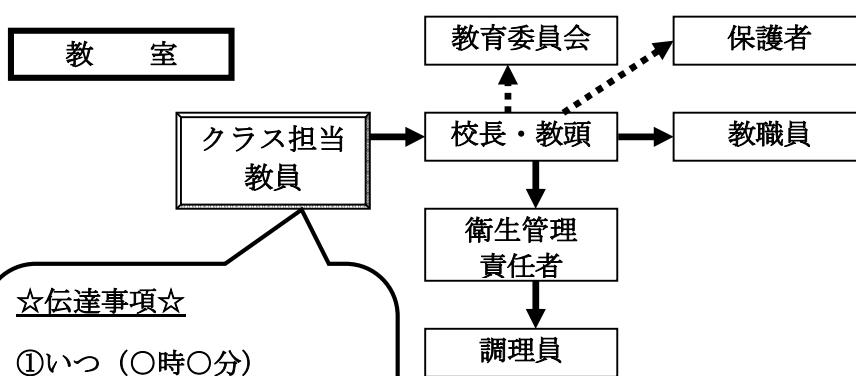 教　　室
教育委員会
保護者
クラス担当
教員
校長・教頭
教職員
衛生管理
責任者
調理員
☆伝達事項☆
①いつ（○時○分）